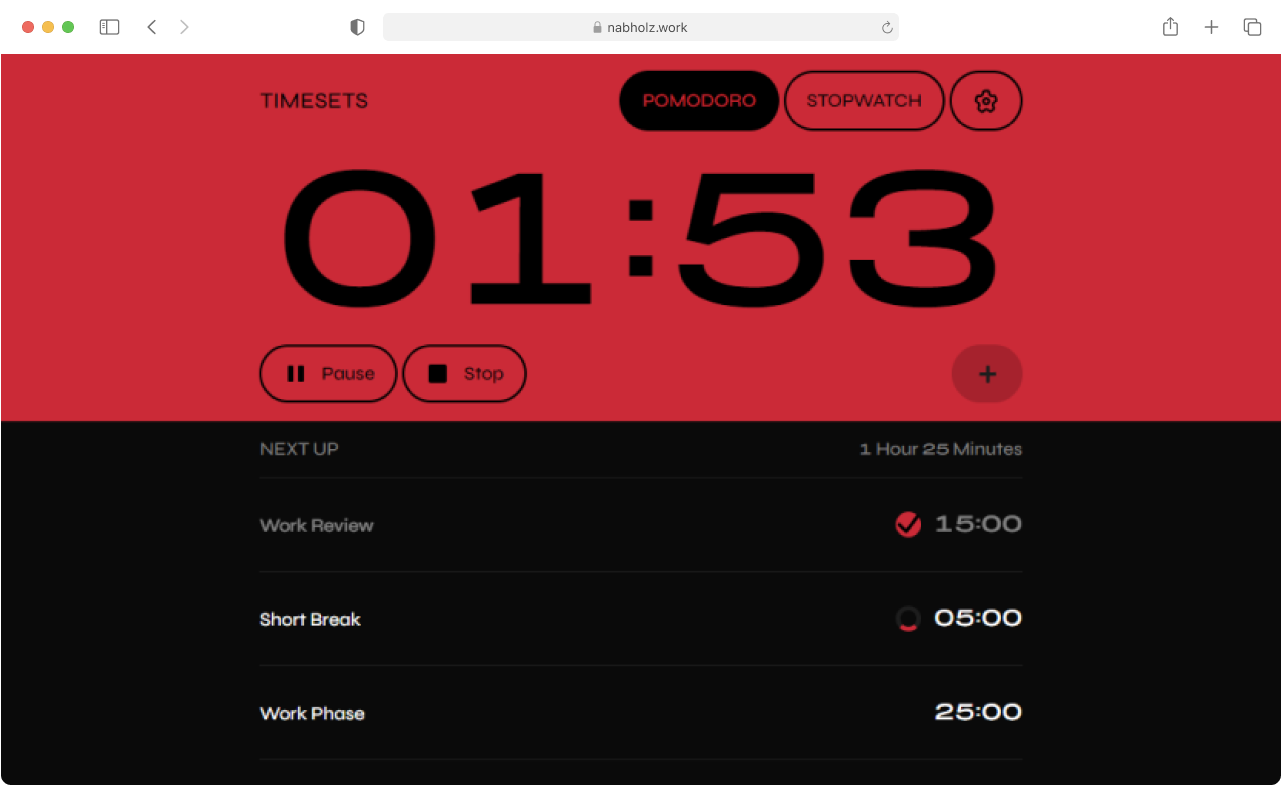 nabholz.work
TIMESETS POMODORO STOPWATCH
01:53
Pause Stop +
NEXT UP 1 Hour 25 Minutes
Work Review 15:00
Short Break 05:00
Work Phase 25:00